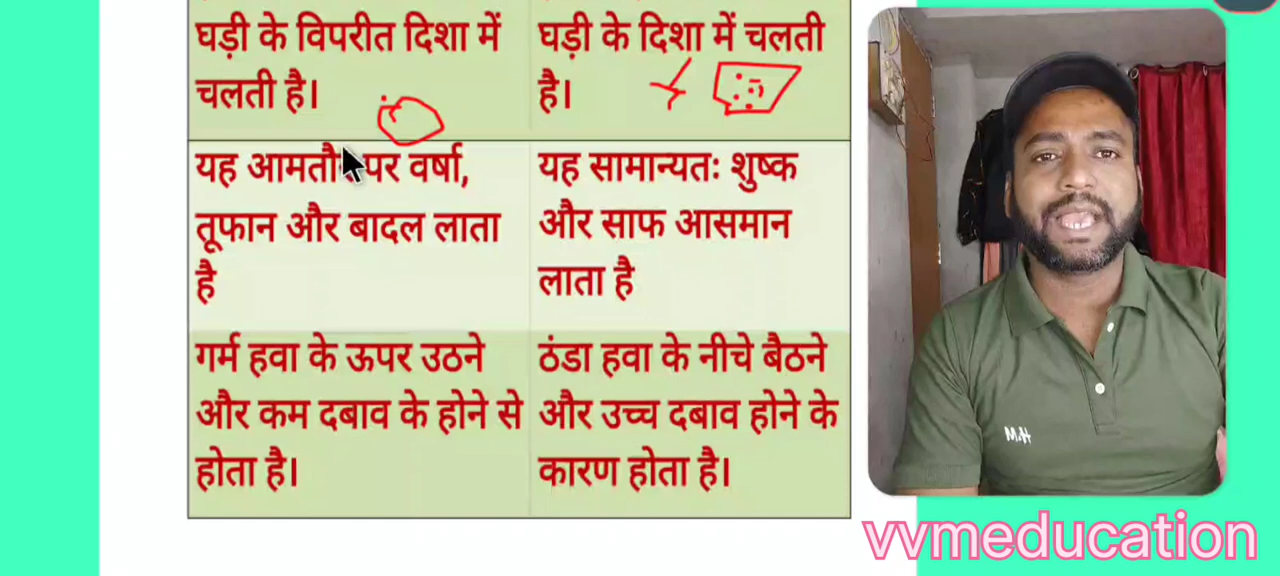 घड़ी के विपरीत दिशा में
चलती है।
यह आमतौर पर वर्षा,
तूफान और बादल लाता
है
गर्म हवा के ऊपर उठने
और कम दबाव के होने से
होता है।
घड़ी के दिशा में चलती
है।
यह सामान्यतः शुष्क
और साफ आसमान
लाता है
ठंडा हवा के नीचे बैठने
और उच्च दबाव होने के
कारण होता है।
M.H
vvmeducation